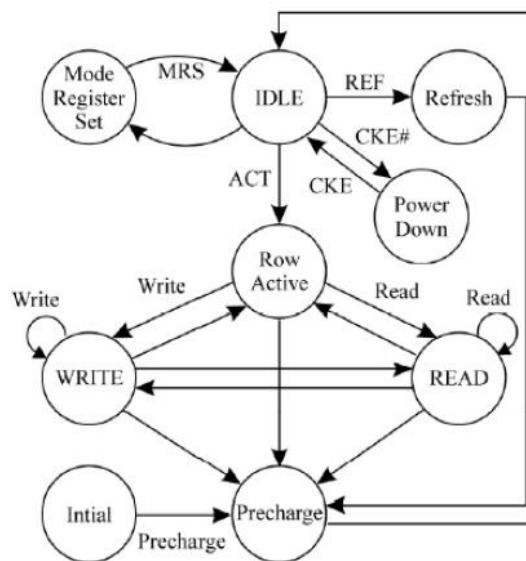 Mode
Register
Set
MRS
IDLE
REF
Refresh
CKE#
CKE
ACT
Power
Down
Row
Active
Write
Write
Read
Read
WRITE
READ
Intial
Precharge
Precharge